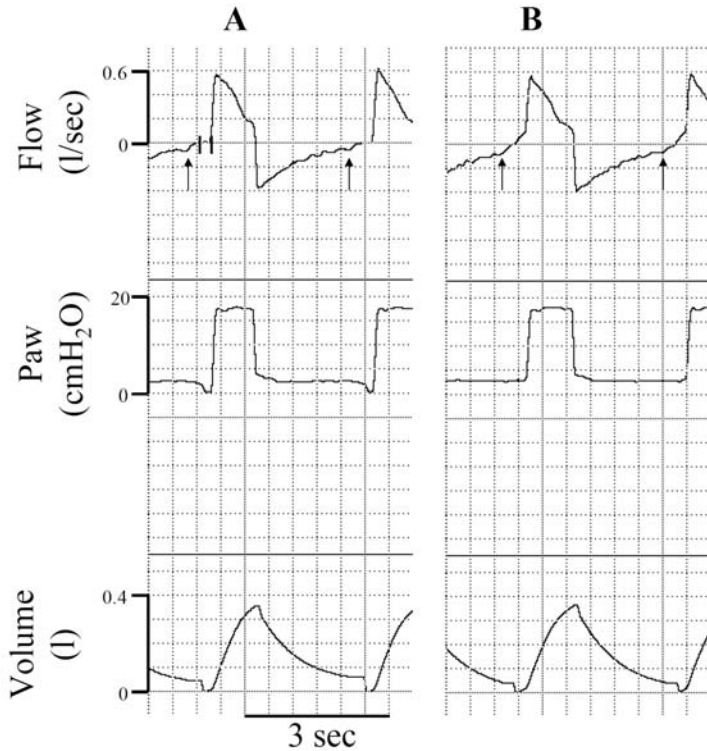 A
B
0.6
0
Flow
(l/sec)
20
0
Paw
(cmH₂O)
0.4
0
Volume
(l)
3 sec